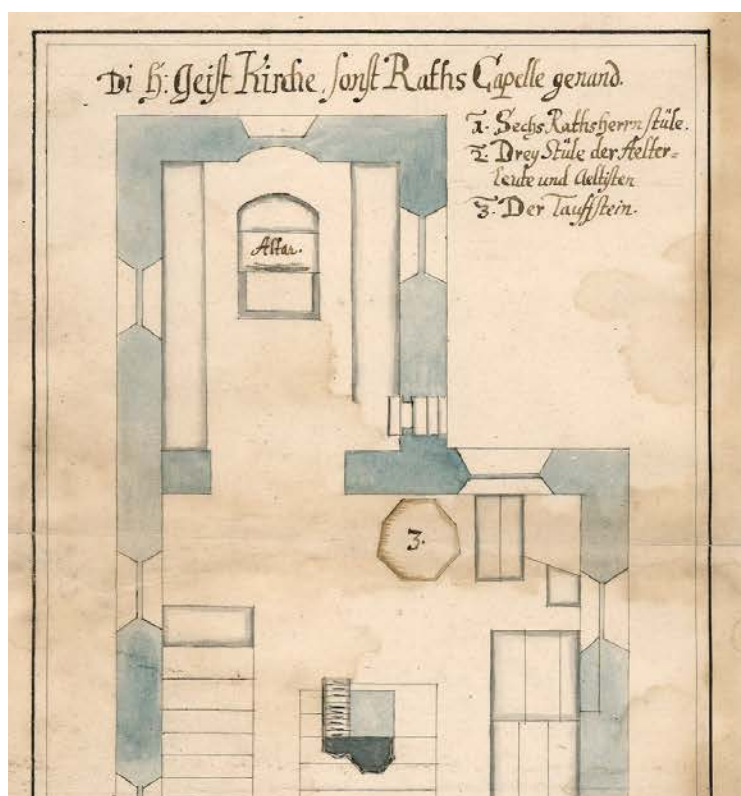 Di H: Geist Kirche, sonst Raths Capelle genand.
1. Sechs Rathsherrn stüle.
2. Drey Stüle der Aelter=
leute und Aeltisten
3. Der Tauffstein.
Altar.
3.